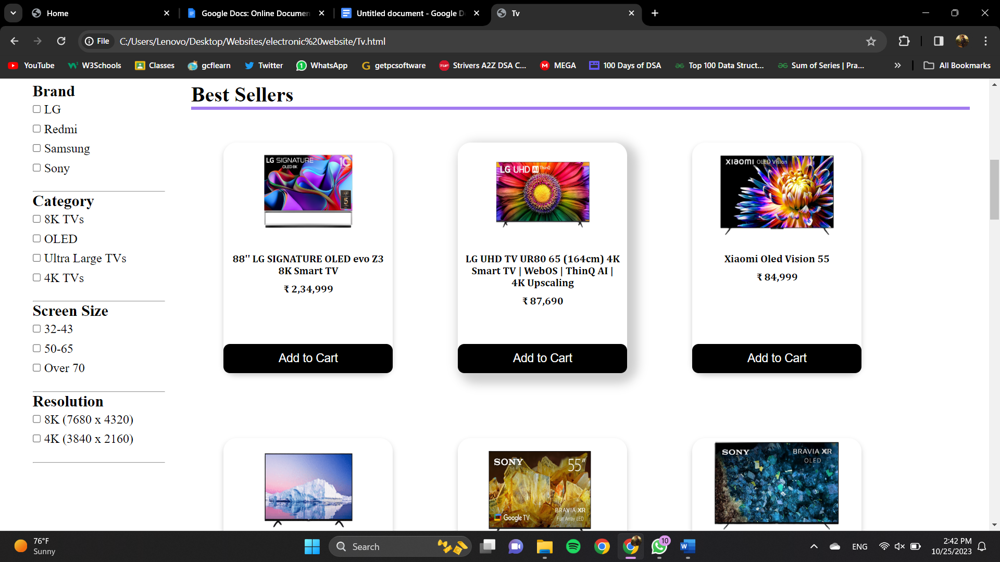 Home
Google Docs: Online Documen
Untitled document - Google D
Tv
File
C:/Users/Lenovo/Desktop/Websites/electronic%20website/Tv.html
YouTube
W3Schools
Classes
gcflearn
Twitter
WhatsApp
getpcsoftware
Strivers A2Z DSA C...
MEGA
100 Days of DSA
Top 100 Data Struct...
Sum of Series | Pra...
All Bookmarks
Brand
LG
Redmi
Samsung
Sony
Category
8K TVs
OLED
Ultra Large TVs
4K TVs
Screen Size
32-43
50-65
Over 70
Resolution
8K (7680 x 4320)
4K (3840 x 2160)
Best Sellers
LG SIGNATURE
OLED 8K
10
5
88'' LG SIGNATURE OLED evo Z3
8K Smart TV
₹ 2,34,999
Add to Cart
LG UHD AI ThinQ
LG UHD TV UR80 65 (164cm) 4K
Smart TV | WebOS | ThinQ AI |
4K Upscaling
₹ 87,690
Add to Cart
xiaomi OLED Vision
Xiaomi Oled Vision 55
₹ 84,999
Add to Cart
SONY 55"
BRAVIA XR
Google TV Full Array LED
SONY BRAVIA XR
OLED
76°F
Sunny
Search
10
ENG
2:42 PM
10/25/2023